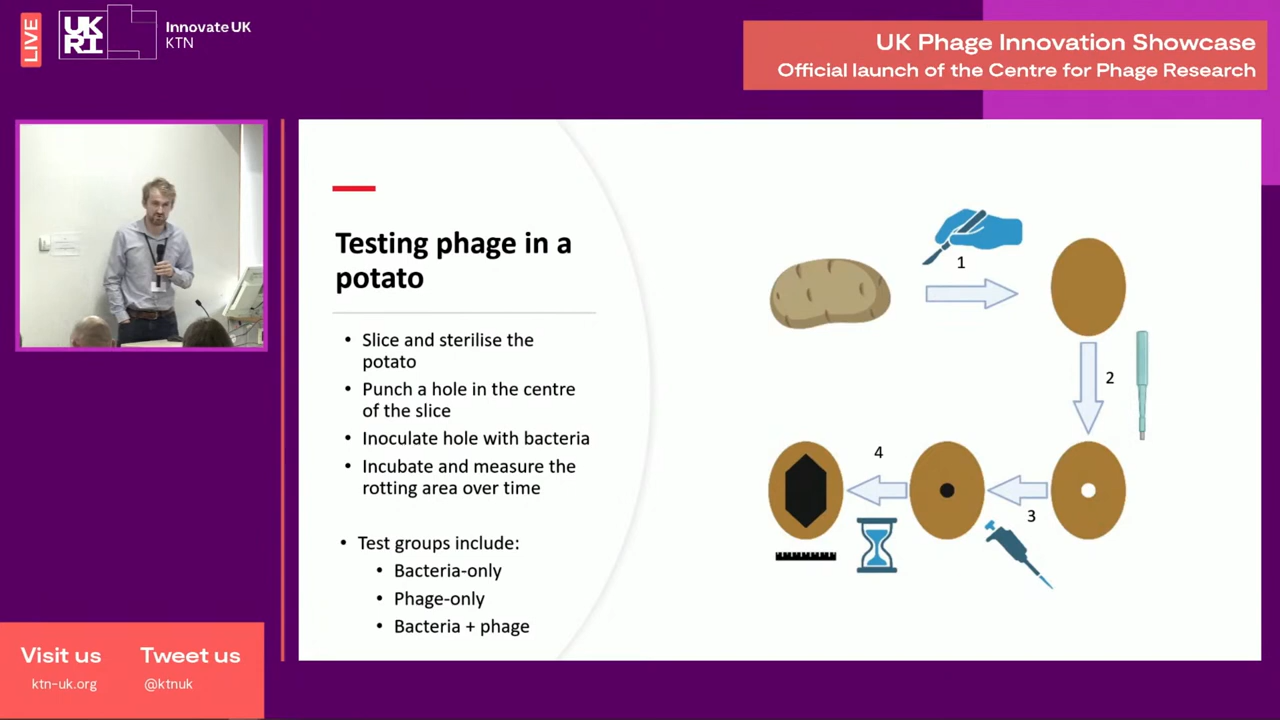 LIVE
UK
RI
Innovate UK
KTN
UK Phage Innovation Showcase
Official launch of the Centre for Phage Research
Testing phage in a
potato
• Slice and sterilise the
potato
• Punch a hole in the centre
of the slice
• Inoculate hole with bacteria
• Incubate and measure the
rotting area over time
• Test groups include:
• Bacteria-only
• Phage-only
• Bacteria + phage
1
2
3
4
Visit us
ktn-uk.org
Tweet us
@ktnuk